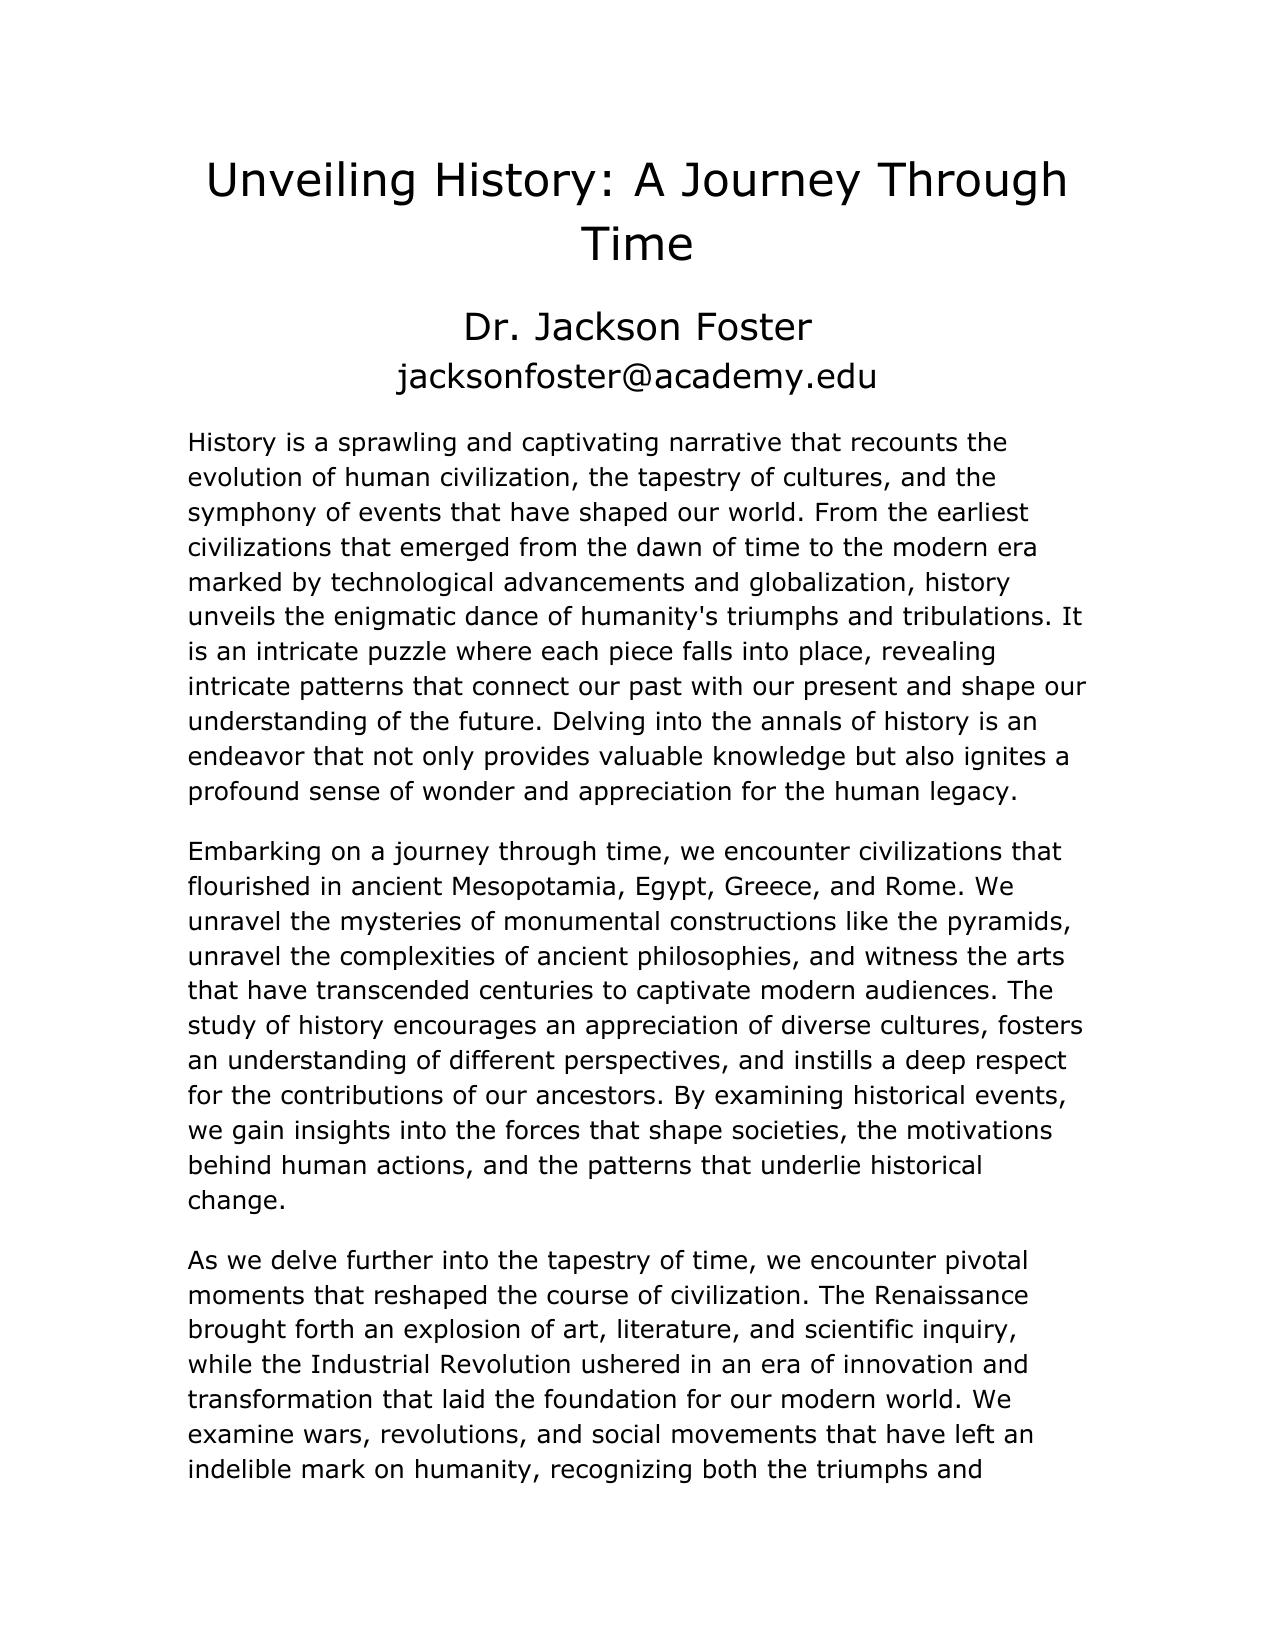 Unveiling History: A Journey Through
Time
Dr. Jackson Foster
jacksonfoster@academy.edu
History is a sprawling and captivating narrative that recounts the
evolution of human civilization, the tapestry of cultures, and the
symphony of events that have shaped our world. From the earliest
civilizations that emerged from the dawn of time to the modern era
marked by technological advancements and globalization, history
unveils the enigmatic dance of humanity's triumphs and tribulations. It
is an intricate puzzle where each piece falls into place, revealing
intricate patterns that connect our past with our present and shape our
understanding of the future. Delving into the annals of history is an
endeavor that not only provides valuable knowledge but also ignites a
profound sense of wonder and appreciation for the human legacy.
Embarking on a journey through time, we encounter civilizations that
flourished in ancient Mesopotamia, Egypt, Greece, and Rome. We
unravel the mysteries of monumental constructions like the pyramids,
unravel the complexities of ancient philosophies, and witness the arts
that have transcended centuries to captivate modern audiences. The
study of history encourages an appreciation of diverse cultures, fosters
an understanding of different perspectives, and instills a deep respect
for the contributions of our ancestors. By examining historical events,
we gain insights into the forces that shape societies, the motivations
behind human actions, and the patterns that underlie historical
change.
As we delve further into the tapestry of time, we encounter pivotal
moments that reshaped the course of civilization. The Renaissance
brought forth an explosion of art, literature, and scientific inquiry,
while the Industrial Revolution ushered in an era of innovation and
transformation that laid the foundation for our modern world. We
examine wars, revolutions, and social movements that have left an
indelible mark on humanity, recognizing both the triumphs and